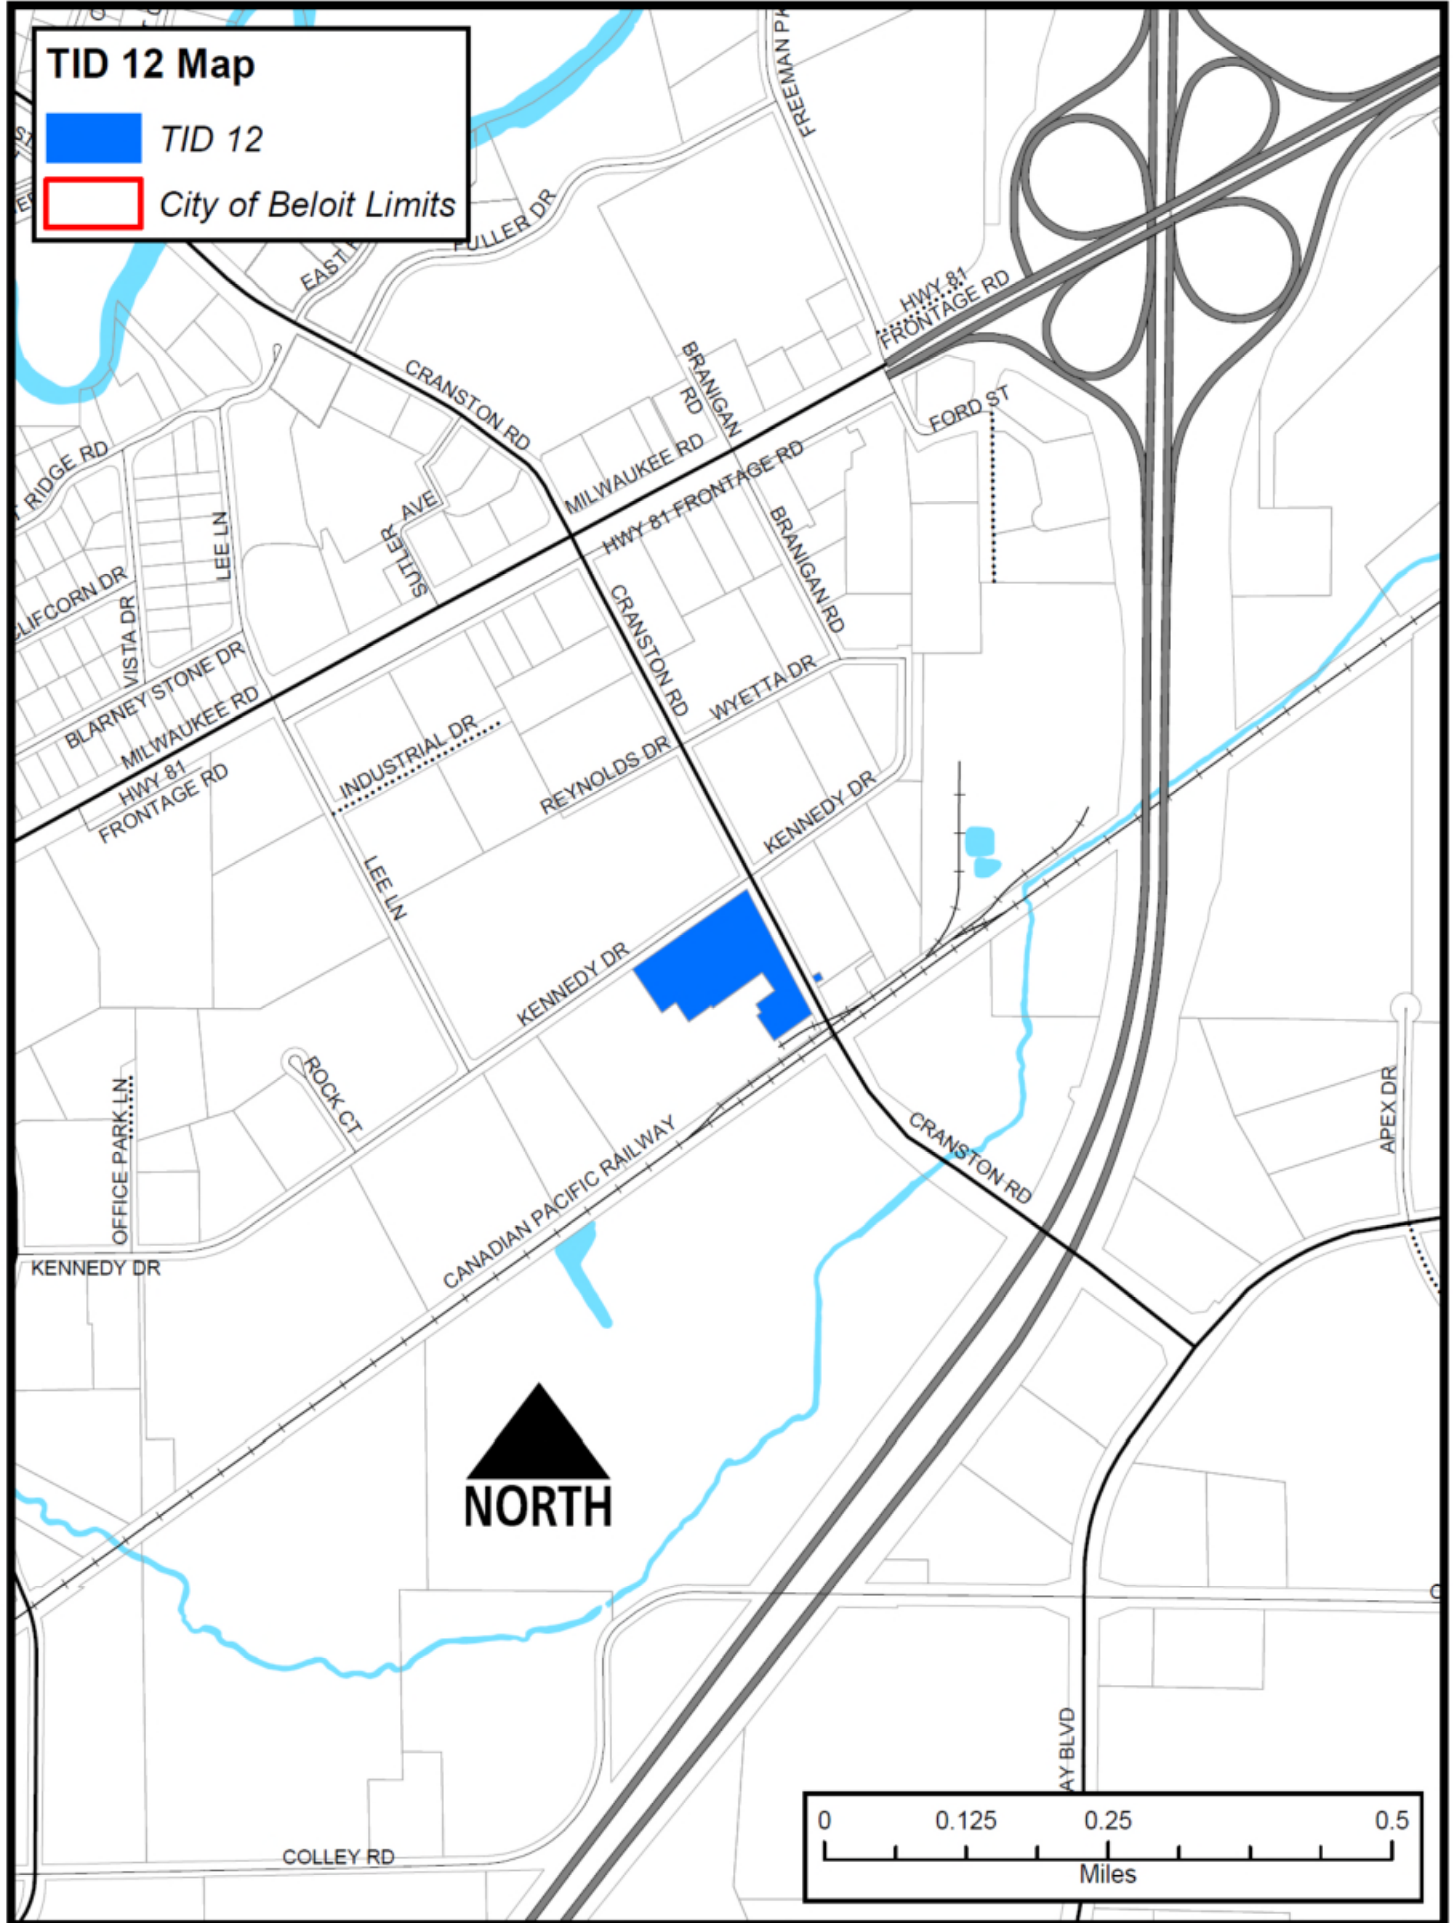 TID 12 Map
TID 12
City of Beloit Limits
FREEMAN PK
FULLER DR
HWY 81
FRONTAGE RD
CRANSTON RD
BRANIGAN
RD
FORD ST
MILWAUKEE RD
HWY 81 FRONTAGE RD
T RIDGE RD
SUTLER AVE
LEE LN
BRANIGAN RD
CLIFCORN DR
VISTA DR
CRANSTON RD
BLARNEY STONE DR
WYETTA DR
MILWAUKEE RD
INDUSTRIAL DR
REYNOLDS DR
HWY 81
FRONTAGE RD
KENNEDY DR
LEE LN
KENNEDY DR
ROCK CT
OFFICE PARK LN
APEX DR
CRANSTON RD
CANADIAN PACIFIC RAILWAY
KENNEDY DR
NORTH
AY BLVD
COLLEY RD
0 0.125 0.25 0.5
Miles